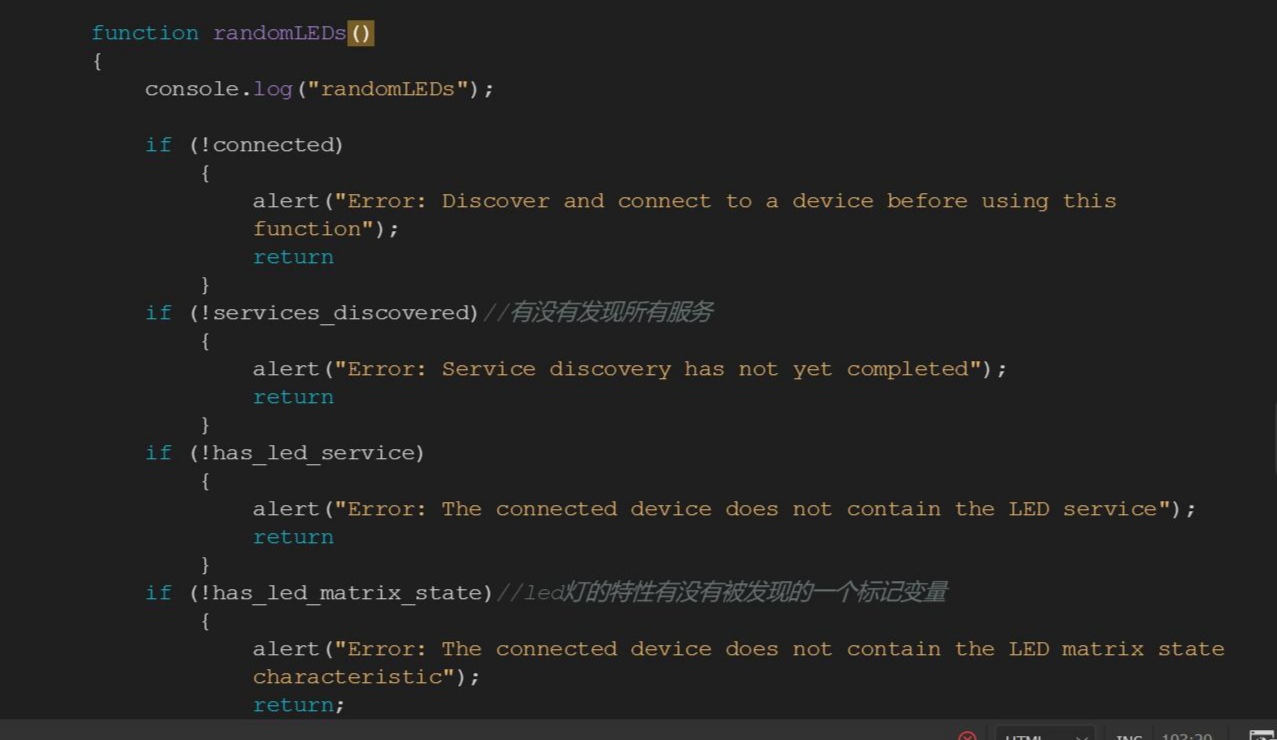 function randomLEDs()
{
console.log("randomLEDs");
if (!connected)
{
alert("Error: Discover and connect to a device before using this
function");
return
}
if (!services_discovered)//有没有发现所有服务
{
alert("Error: Service discovery has not yet completed");
return
}
if (!has_led_service)
{
alert("Error: The connected device does not contain the LED service");
return
}
if (!has_led_matrix_state)//led灯的特性有没有被发现的一个标记变量
{
alert("Error: The connected device does not contain the LED matrix state
characteristic");
return;
HTML INS 193:20